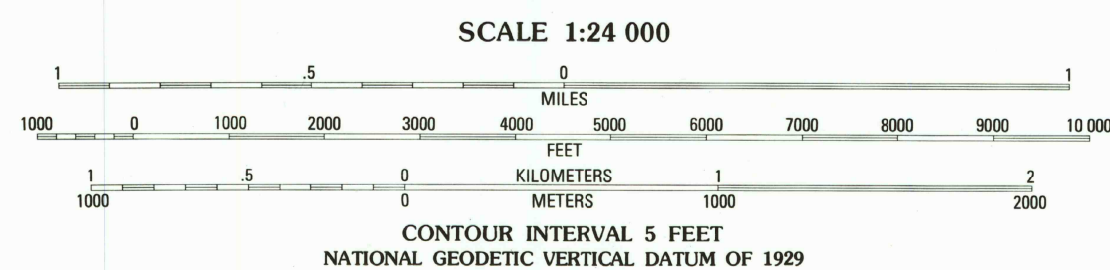 SCALE 1:24 000
1 .5 0 1
MILES
1000 0 1000 2000 3000 4000 5000 6000 7000 8000 9000 10 000
FEET
1 .5 0 KILOMETERS 1 2
1000 0 METERS 1000 2000
CONTOUR INTERVAL 5 FEET
NATIONAL GEODETIC VERTICAL DATUM OF 1929